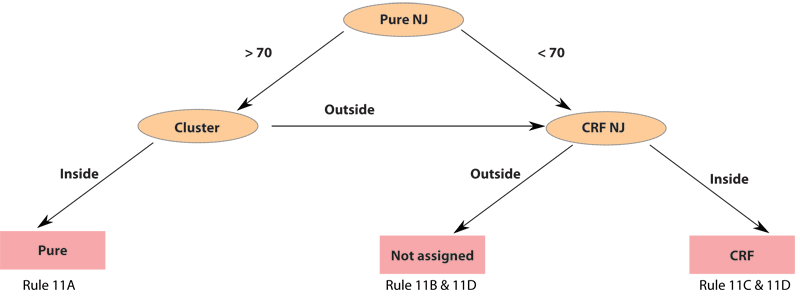 Pure NJ
> 70
< 70
Outside
Cluster
CRF NJ
Inside
Outside
Inside
Pure
Not assigned
CRF
Rule 11A
Rule 11B & 11D
Rule 11C & 11D